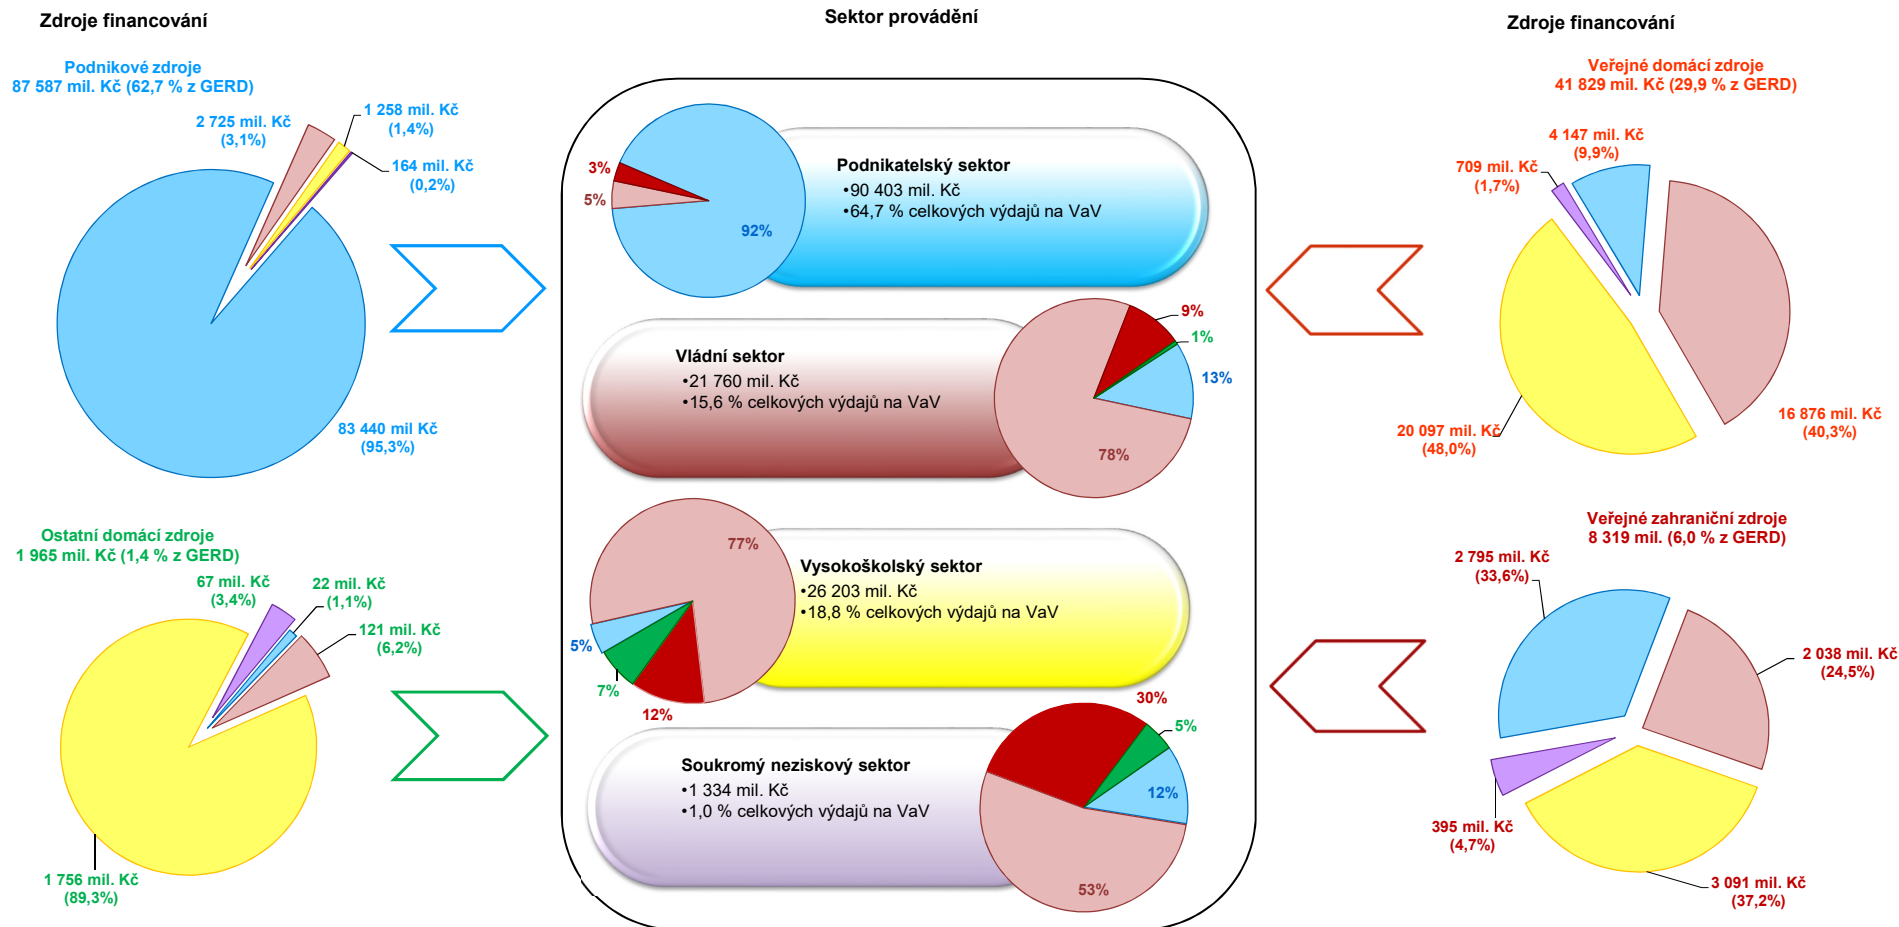 Zdroje financování
Podnikové zdroje
87 587 mil. Kč (62,7 % z GERD)
2 725 mil. Kč
(3,1%)
1 258 mil. Kč
(1,4%)
164 mil. Kč
(0,2%)
83 440 mil Kč
(95,3%)
Ostatní domácí zdroje
1 965 mil. Kč (1,4 % z GERD)
67 mil. Kč
(3,4%)
22 mil. Kč
(1,1%)
121 mil. Kč
(6,2%)
1 756 mil. Kč
(89,3%)
Sektor provádění
3%
5%
92%
Podnikatelský sektor
•90 403 mil. Kč
•64,7 % celkových výdajů na VaV
Vládní sektor
•21 760 mil. Kč
•15,6 % celkových výdajů na VaV
9%
1%
13%
78%
77%
5%
7%
12%
Vysokoškolský sektor
•26 203 mil. Kč
•18,8 % celkových výdajů na VaV
Soukromý neziskový sektor
•1 334 mil. Kč
•1,0 % celkových výdajů na VaV
30%
5%
12%
53%
Zdroje financování
Veřejné domácí zdroje
41 829 mil. Kč (29,9 % z GERD)
4 147 mil. Kč
(9,9%)
709 mil. Kč
(1,7%)
16 876 mil. Kč
(40,3%)
20 097 mil. Kč
(48,0%)
Veřejné zahraniční zdroje
8 319 mil. (6,0 % z GERD)
2 795 mil. Kč
(33,6%)
2 038 mil. Kč
(24,5%)
395 mil. Kč
(4,7%)
3 091 mil. Kč
(37,2%)